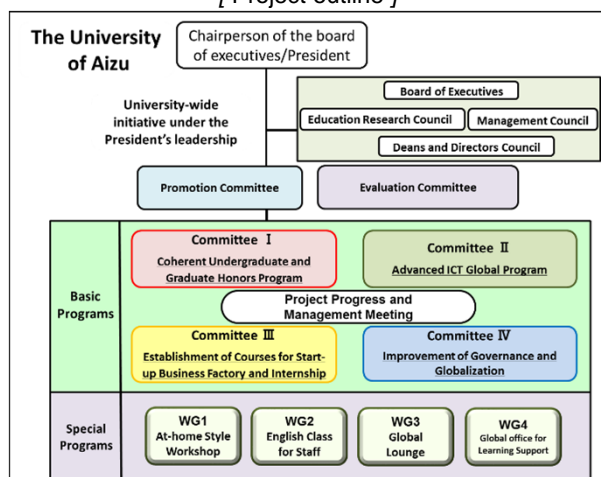 [ Project outline ]
The University
of Aizu
Chairperson of the board
of executives/President
University-wide
initiative under the
President's leadership
Board of Executives
Education Research Council
Management Council
Deans and Directors Council
Promotion Committee
Evaluation Committee
Basic
Programs
Committee Ⅰ
Coherent Undergraduate and
Graduate Honors Program
Committee Ⅱ
Advanced ICT Global Program
Project Progress and
Management Meeting
Committee Ⅲ
Establishment of Courses for Start-
up Business Factory and Internship
Committee Ⅳ
Improvement of Governance and
Globalization
Special
Programs
WG1
At-home Style
Workshop
WG2
English Class
for Staff
WG3
Global
Lounge
WG4
Global office for
Learning Support